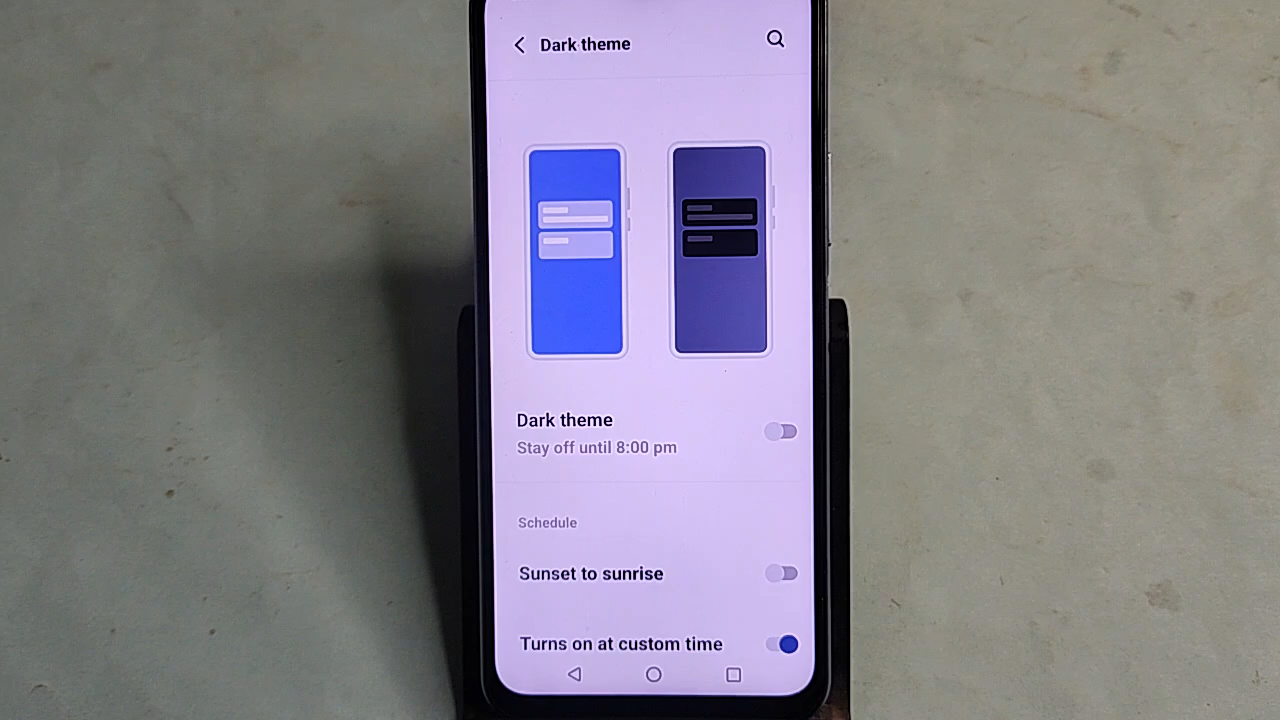 Dark theme
Dark theme
Stay off until 8:00 pm
Schedule
Sunset to sunrise
Turns on at custom time